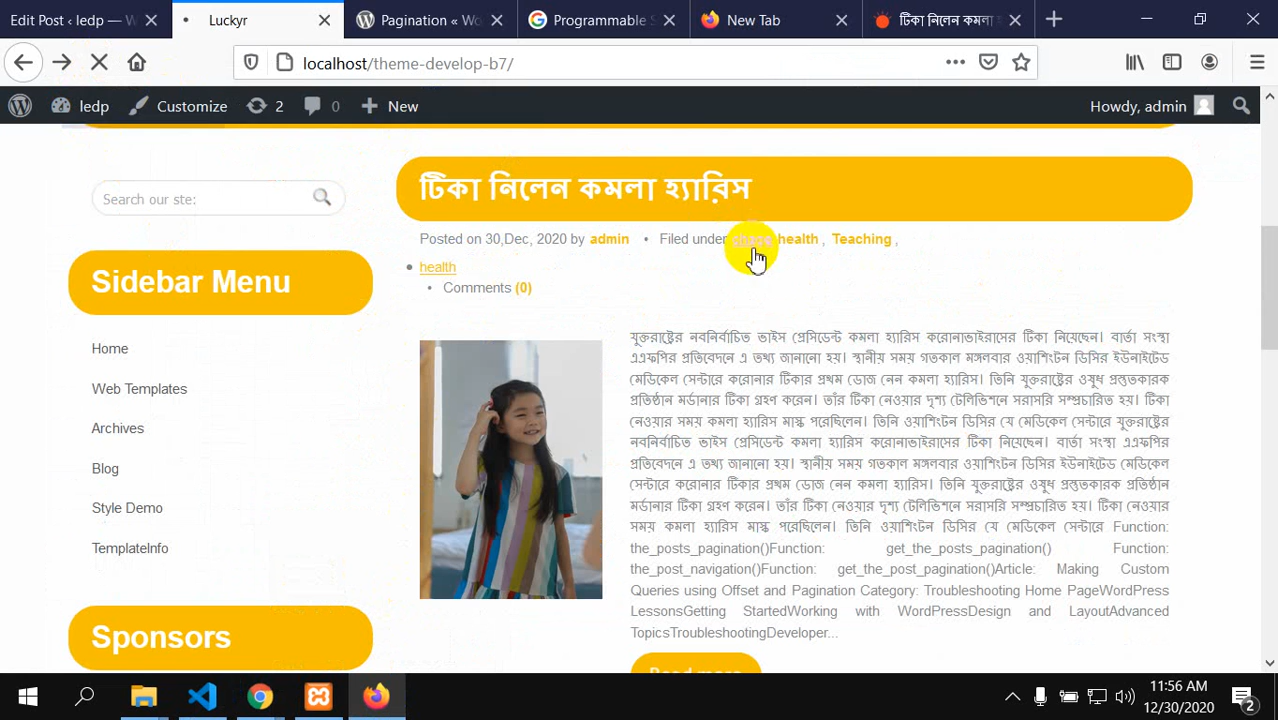 Edit Post ‹ ledp — W
Luckyr
Pagination « Wo
Programmable S
New Tab
টিকা নিলেন কমলা হ
localhost/theme-develop-b7/
ledp
Customize
2
0
New
Howdy, admin
Search our site:
টিকা নিলেন কমলা হ্যারিস
Posted on 30,Dec, 2020 by admin • Filed under health , Teaching ,
health
Comments (0)
Sidebar Menu
Home
Web Templates
Archives
Blog
Style Demo
TemplateInfo
Sponsors
যুক্তরাষ্ট্রের নবনির্বাচিত ভাইস প্রেসিডেন্ট কমলা হ্যারিস করোনাভাইরাসের টিকা নিয়েছেন। বার্তা সংস্থা
এএফপির প্রতিবেদনে এ তথ্য জানানো হয়। স্থানীয় সময় গতকাল মঙ্গলবার ওয়াশিংটন ডিসির ইউনাইটেড
মেডিকেল সেন্টারে করোনার টিকার প্রথম ডোজ নেন কমলা হ্যারিস। তিনি যুক্তরাষ্ট্রের ওষুধ প্রস্তুতকারক
প্রতিষ্ঠান মর্ডানার টিকা গ্রহণ করেন। তাঁর টিকা নেওয়ার দৃশ্য টেলিভিশনে সরাসরি সম্প্রচারিত হয়। টিকা
নেওয়ার সময় কমলা হ্যারিস মাস্ক পরেছিলেন। তিনি ওয়াশিংটন ডিসির যে মেডিকেল সেন্টারে যুক্তরাষ্ট্রের
নবনির্বাচিত ভাইস প্রেসিডেন্ট কমলা হ্যারিস করোনাভাইরাসের টিকা নিয়েছেন। বার্তা সংস্থা এএফপির
প্রতিবেদনে এ তথ্য জানানো হয়। স্থানীয় সময় গতকাল মঙ্গলবার ওয়াশিংটন ডিসির ইউনাইটেড মেডিকেল
সেন্টারে করোনার টিকার প্রথম ডোজ নেন কমলা হ্যারিস। তিনি যুক্তরাষ্ট্রের ওষুধ প্রস্তুতকারক প্রতিষ্ঠান
মর্ডানার টিকা গ্রহণ করেন। তাঁর টিকা নেওয়ার দৃশ্য টেলিভিশনে সরাসরি সম্প্রচারিত হয়। টিকা নেওয়ার
সময় কমলা হ্যারিস মাস্ক পরেছিলেন। তিনি ওয়াশিংটন ডিসির যে মেডিকেল সেন্টারে Function:
the_posts_pagination()Function: get_the_posts_pagination() Function:
the_post_navigation()Function: get_the_post_pagination()Article: Making Custom
Queries using Offset and Pagination Category: Troubleshooting Home PageWordPress
LessonsGetting StartedWorking with WordPressDesign and LayoutAdvanced
TopicsTroubleshootingDeveloper...
Read more
11:56 AM
12/30/2020
2